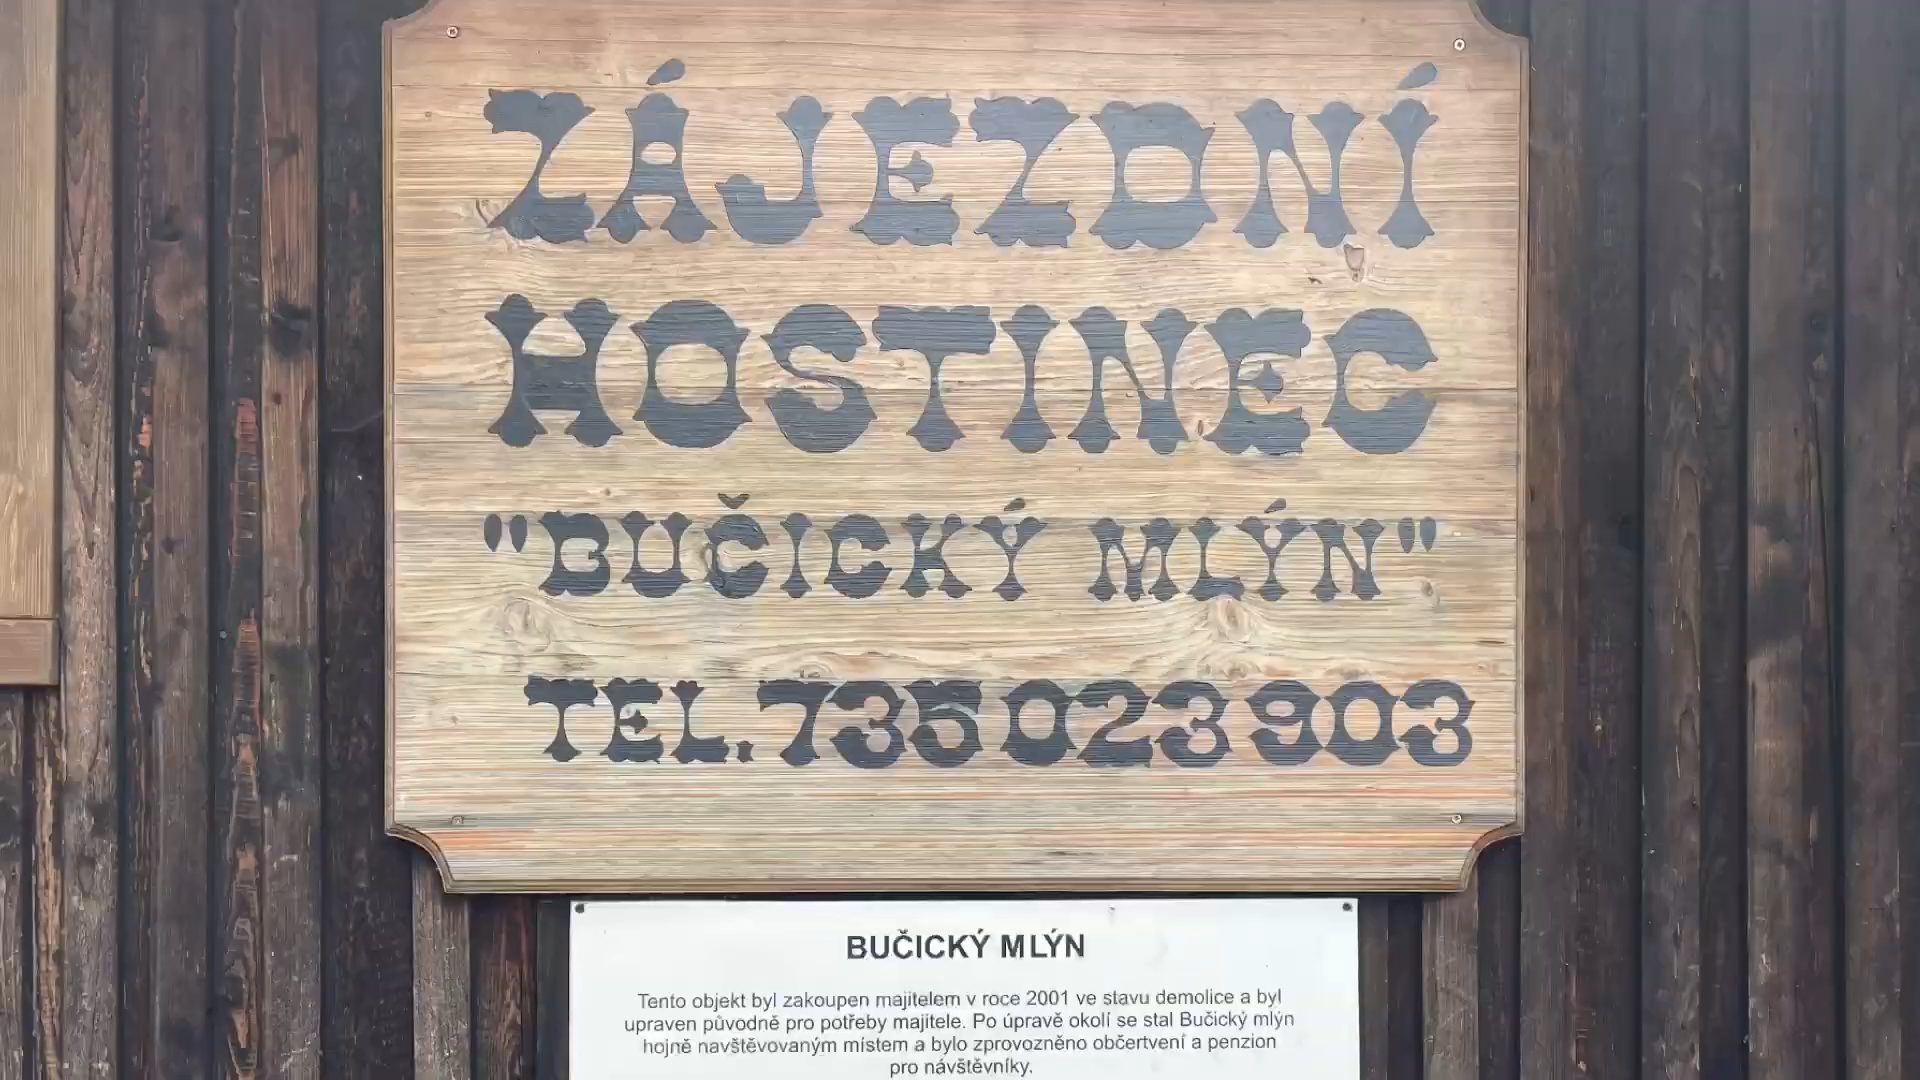 ZÁJEZDNÍ
HOSTINEC
"BUČICKÝ MLÝN"
TEL. 735 023 903
BUČICKÝ MLÝN
Tento objekt byl zakoupen majitelem v roce 2001 ve stavu demolice a byl
upraven původně pro potřeby majitele. Po úpravě okolí se stal Bučický mlýn
hojně navštěvovaným místem a bylo zprovozněno občertvení a penzion
pro návštěvníky.